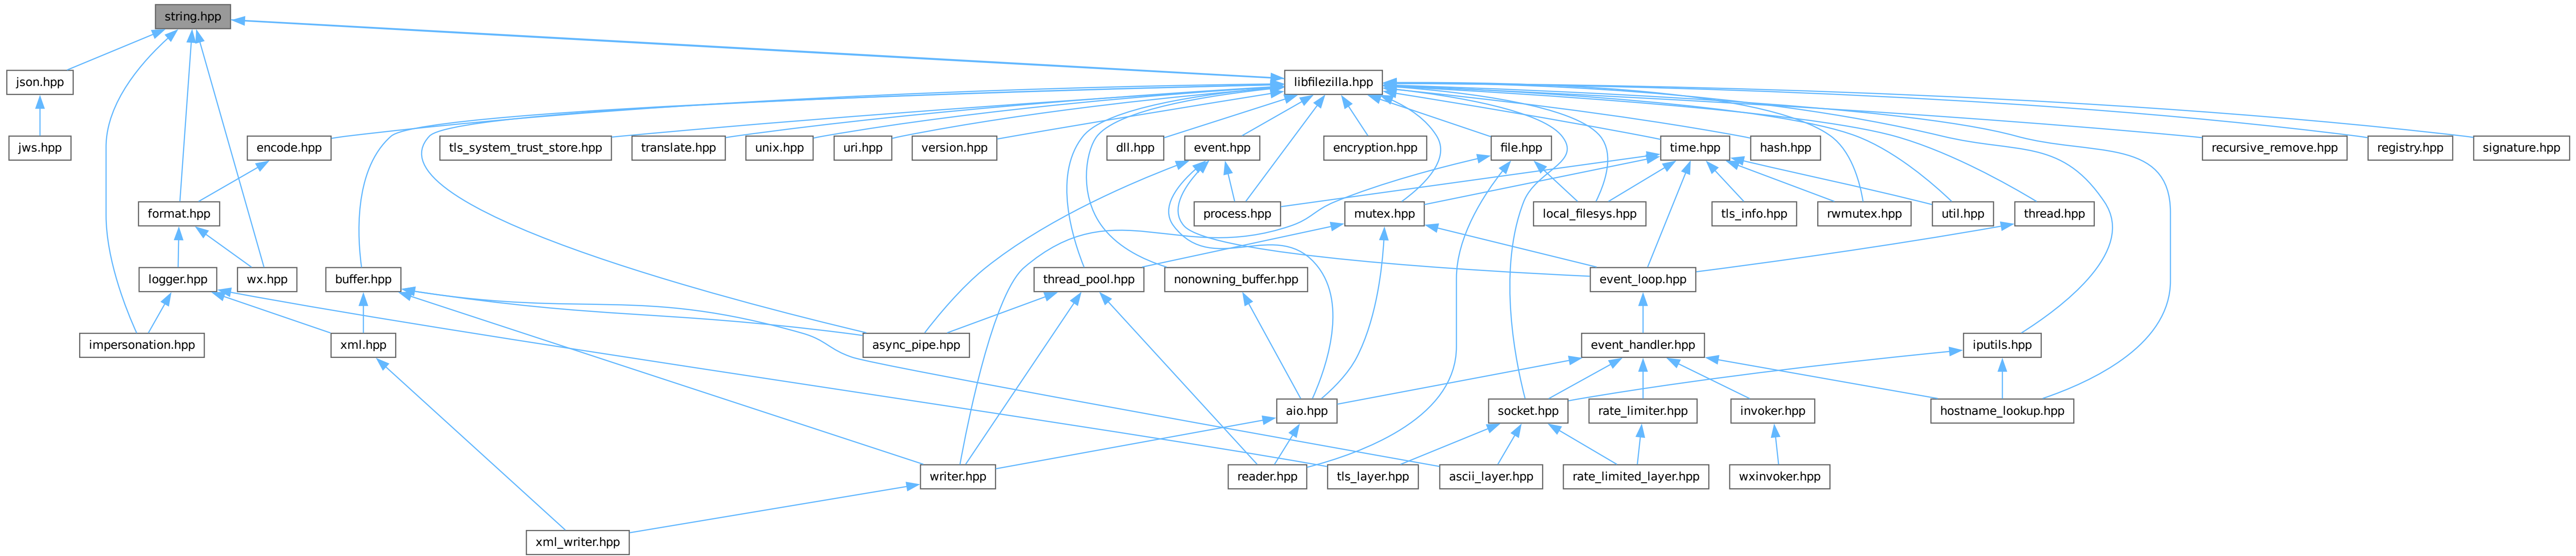 string.hpp
json.hpp
libfilezilla.hpp
jws.hpp
encode.hpp
tls_system_trust_store.hpp
translate.hpp
unix.hpp
uri.hpp
version.hpp
dll.hpp
event.hpp
encryption.hpp
file.hpp
time.hpp
hash.hpp
recursive_remove.hpp
registry.hpp
signature.hpp
format.hpp
process.hpp
mutex.hpp
local_filesys.hpp
tls_info.hpp
rwmutex.hpp
util.hpp
thread.hpp
logger.hpp
wx.hpp
buffer.hpp
thread_pool.hpp
nonowning_buffer.hpp
event_loop.hpp
impersonation.hpp
xml.hpp
async_pipe.hpp
event_handler.hpp
iputils.hpp
aio.hpp
socket.hpp
rate_limiter.hpp
invoker.hpp
hostname_lookup.hpp
writer.hpp
reader.hpp
tls_layer.hpp
ascii_layer.hpp
rate_limited_layer.hpp
wxinvoker.hpp
xml_writer.hpp